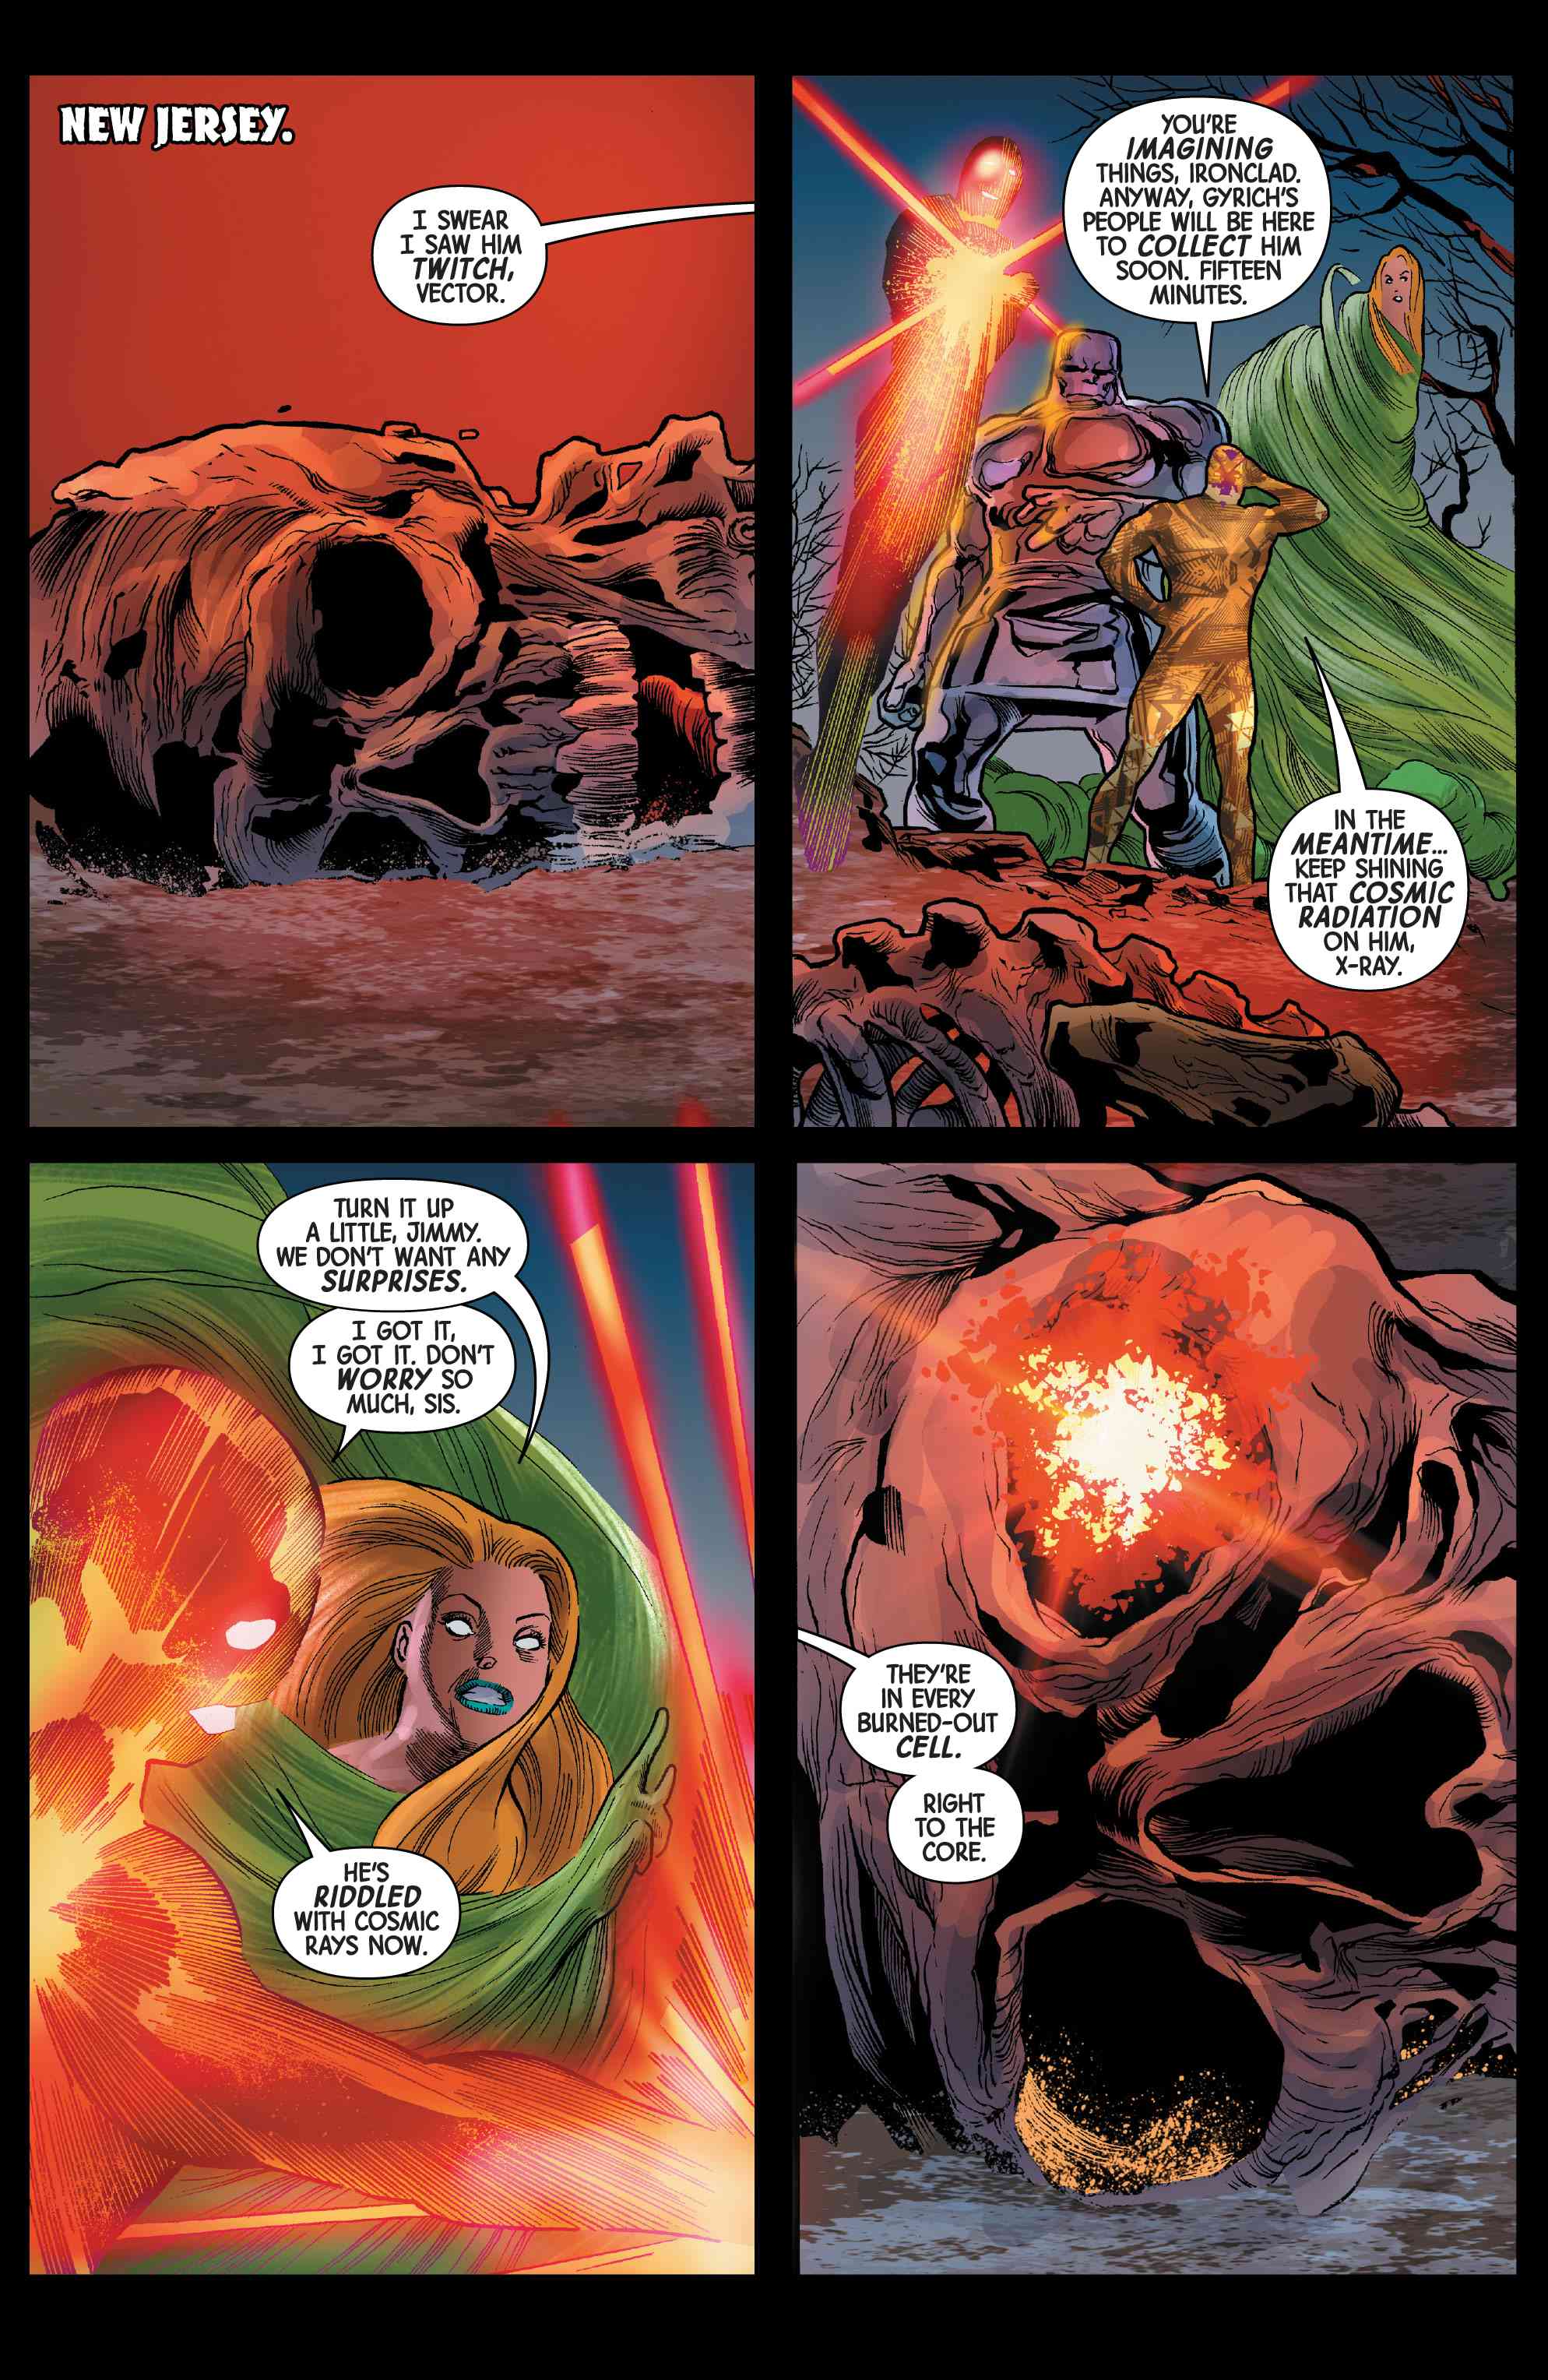 NEW JERSEY.
I SWEAR
I SAW HIM
TWITCH,
VECTOR.
YOU'RE
IMAGINING
THINGS, IRONCLAD.
ANYWAY, GYRICH'S
PEOPLE WILL BE HERE
TO COLLECT HIM
SOON. FIFTEEN
MINUTES.
IN THE
MEANTIME...
KEEP SHINING
THAT COSMIC
RADIATION
ON HIM,
X-RAY.
TURN IT UP
A LITTLE, JIMMY.
WE DON'T WANT ANY
SURPRISES.
I GOT IT,
I GOT IT. DON'T
WORRY SO
MUCH, SIS.
HE'S
RIDDLED
WITH COSMIC
RAYS NOW.
THEY'RE
IN EVERY
BURNED-OUT
CELL.
RIGHT
TO THE
CORE.